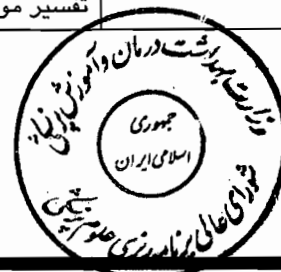 تفسیر مو
وزارت بهداشت درمان و آموزش پزشکی
جمهوری
اسلامی ایران
شورای عالی برنامه ریزی علوم پزشکی